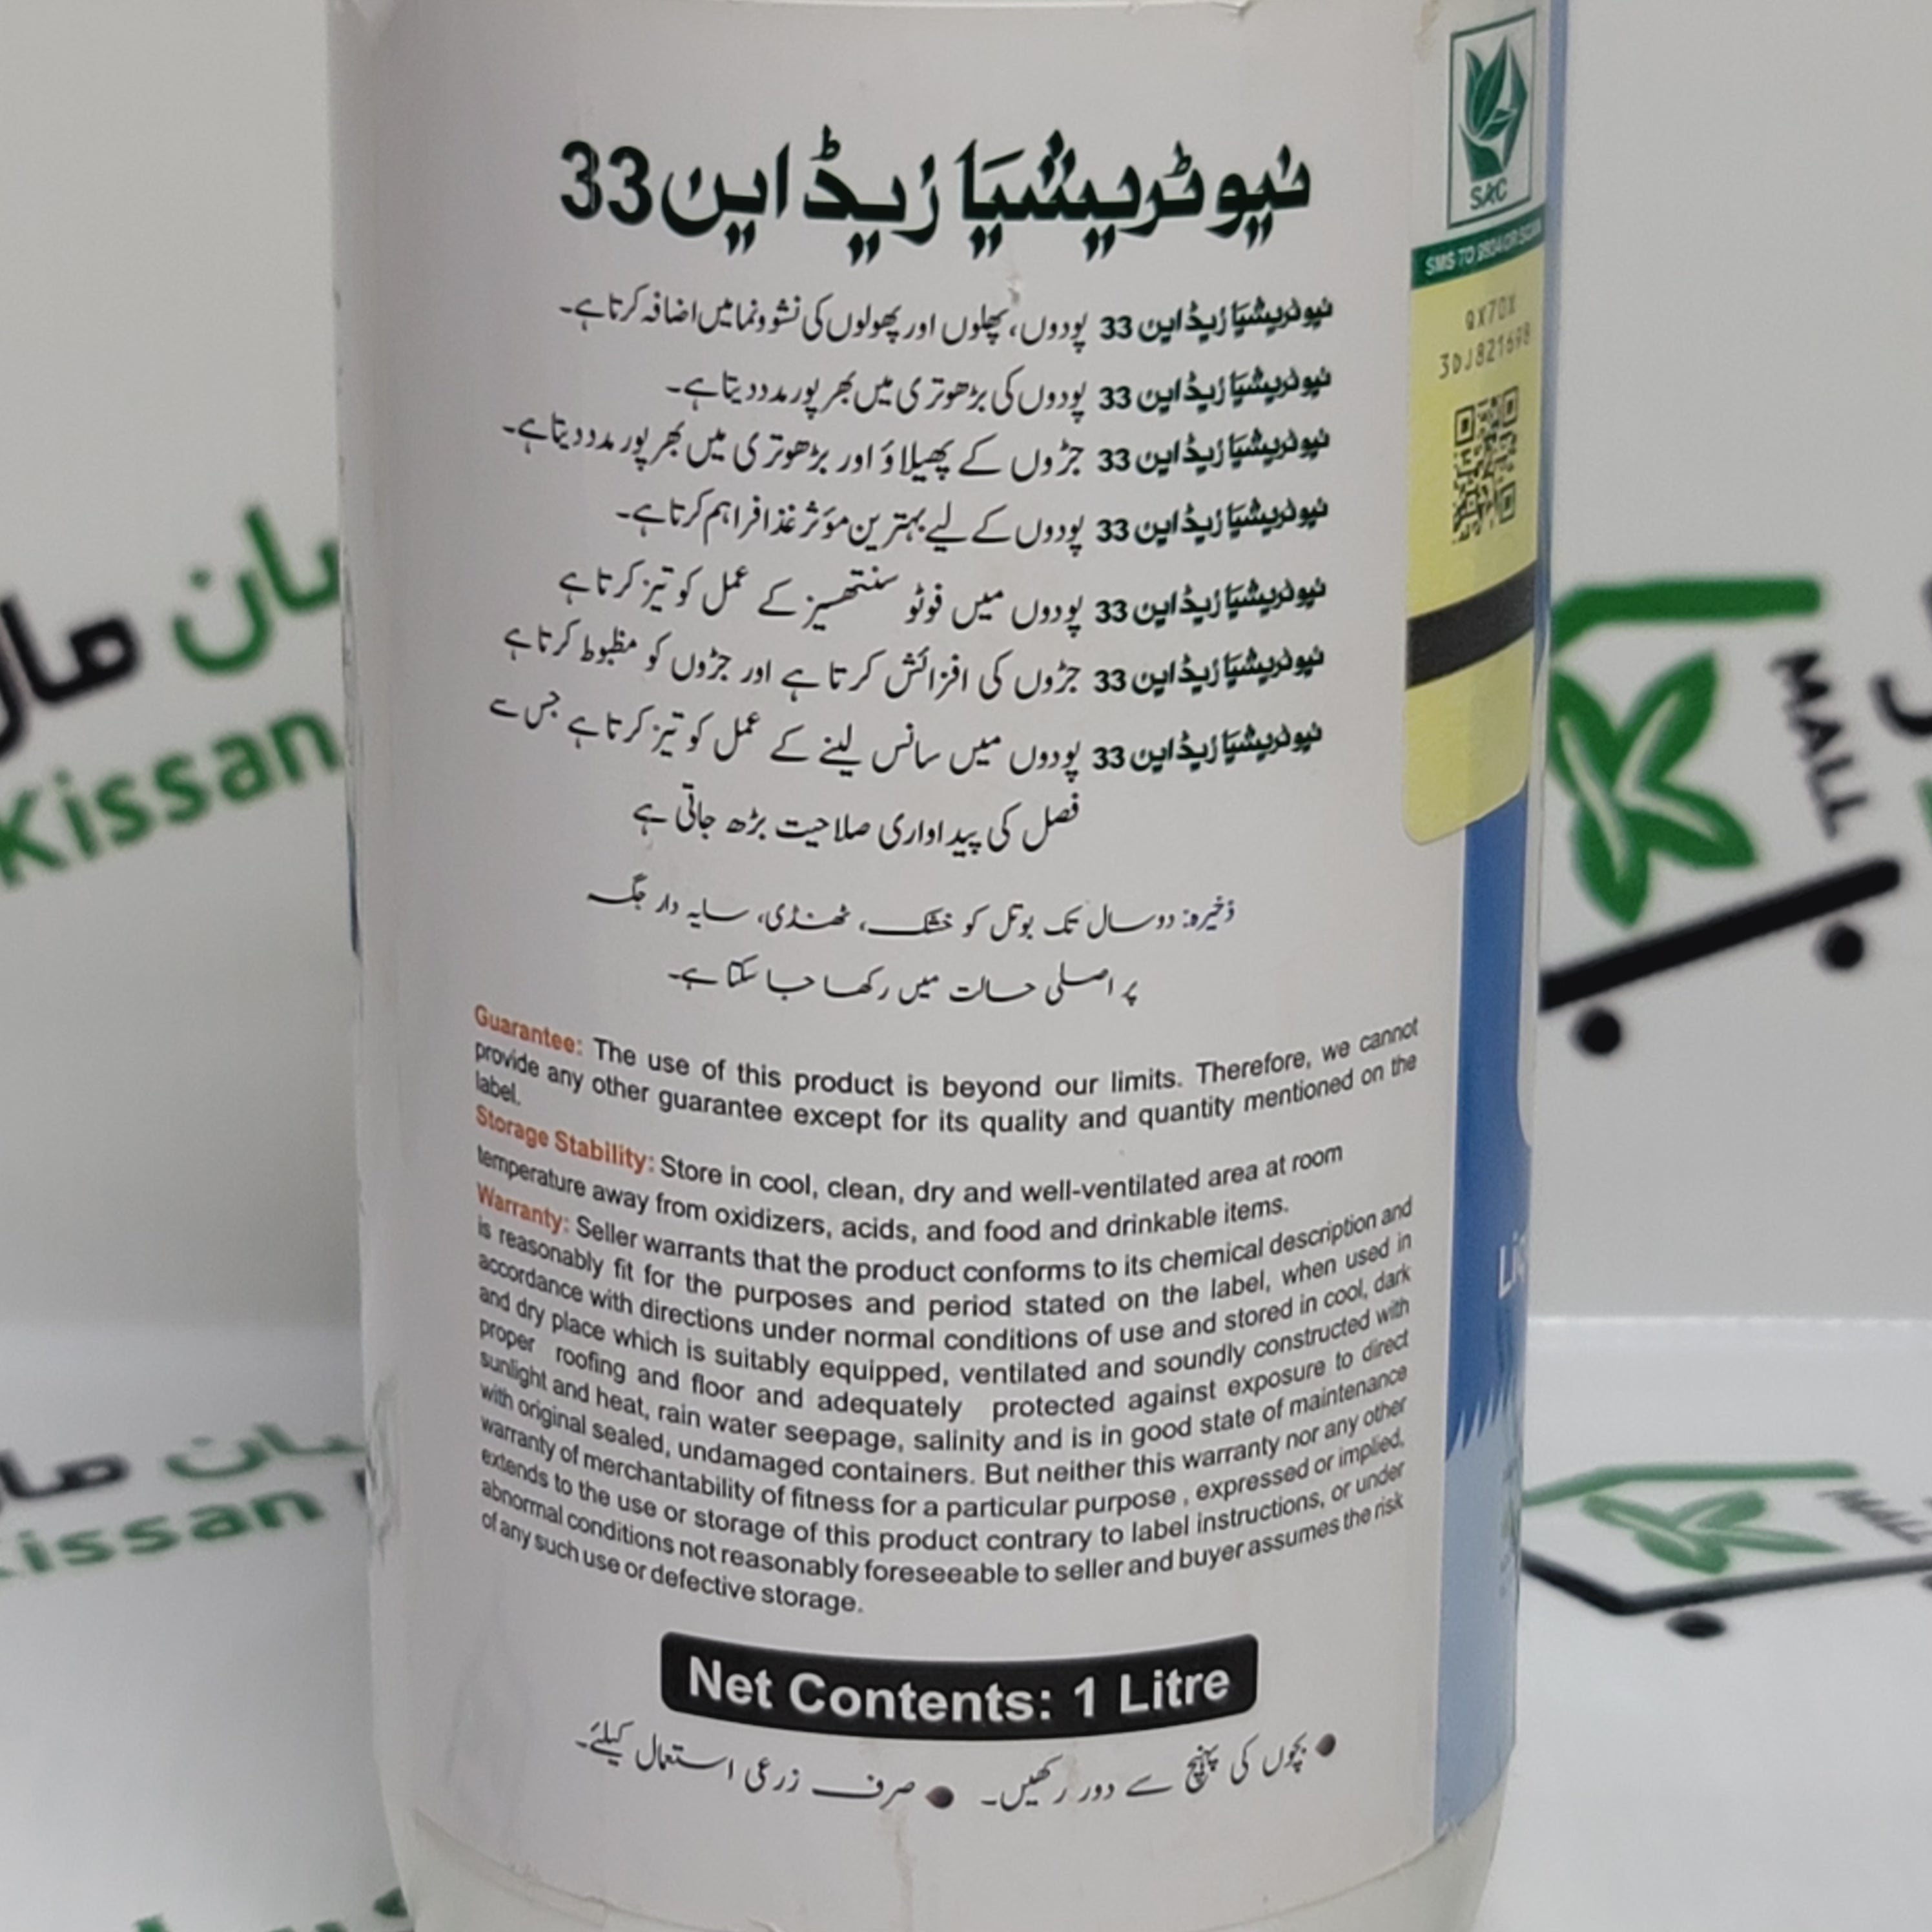 نیوٹریشیا زیڈ این 33
نیوٹریشیا زیڈ این 33 پودوں، پھلوں اور پھولوں کی نشوونما میں اضافہ کرتا ہے۔
نیوٹریشیا زیڈ این 33 پودوں کی بڑھوتری میں بھرپور مدد دیتا ہے۔
نیوٹریشیا زیڈ این 33 جڑوں کے پھیلاؤ اور بڑھوتری میں بھرپور مدد دیتا ہے۔
نیوٹریشیا زیڈ این 33 پودوں کے لیے بہترین مؤثر غذا فراہم کرتا ہے۔
نیوٹریشیا زیڈ این 33 پودوں میں فوٹو سنتھسیز کے عمل کو تیز کرتا ہے
نیوٹریشیا زیڈ این 33 جڑوں کی افزائش کرتا ہے اور جڑوں کو مظبوط کرتا ہے
نیوٹریشیا زیڈ این 33 پودوں میں سانس لینے کے عمل کو تیز کرتا ہے جس سے
فصل کی پیداواری صلاحیت بڑھ جاتی ہے
ذخیرہ: دو سال تک بوتل کو خشک، ٹھنڈی، سایہ دار جگہ
پر اصلی حالت میں رکھا جا سکتا ہے۔
Guarantee: The use of this product is beyond our limits. Therefore, we cannot
provide any other guarantee except for its quality and quantity mentioned on the
label.
Storage Stability: Store in cool, clean, dry and well-ventilated area at room
temperature away from oxidizers, acids, and food and drinkable items.
Warranty: Seller warrants that the product conforms to its chemical description and
is reasonably fit for the purposes and period stated on the label, when used in
accordance with directions under normal conditions of use and stored in cool, dark
and dry place which is suitably equipped, ventilated and soundly constructed with
proper roofing and floor and adequately protected against exposure to direct
sunlight and heat, rain water seepage, salinity and is in good state of maintenance
with original sealed, undamaged containers. But neither this warranty nor any other
warranty of merchantability of fitness for a particular purpose , expressed or implied,
extends to the use or storage of this product contrary to label instructions, or under
abnormal conditions not reasonably foreseeable to seller and buyer assumes the risk
of any such use or defective storage.
Net Contents: 1 Litre
• بچوں کی پہنچ سے دور رکھیں۔ • صرف زرعی استعمال کیلئے۔
SAC
SMS TO 9934 OR SCAN
QX7OX
3DJ821698
Kissan
MALL